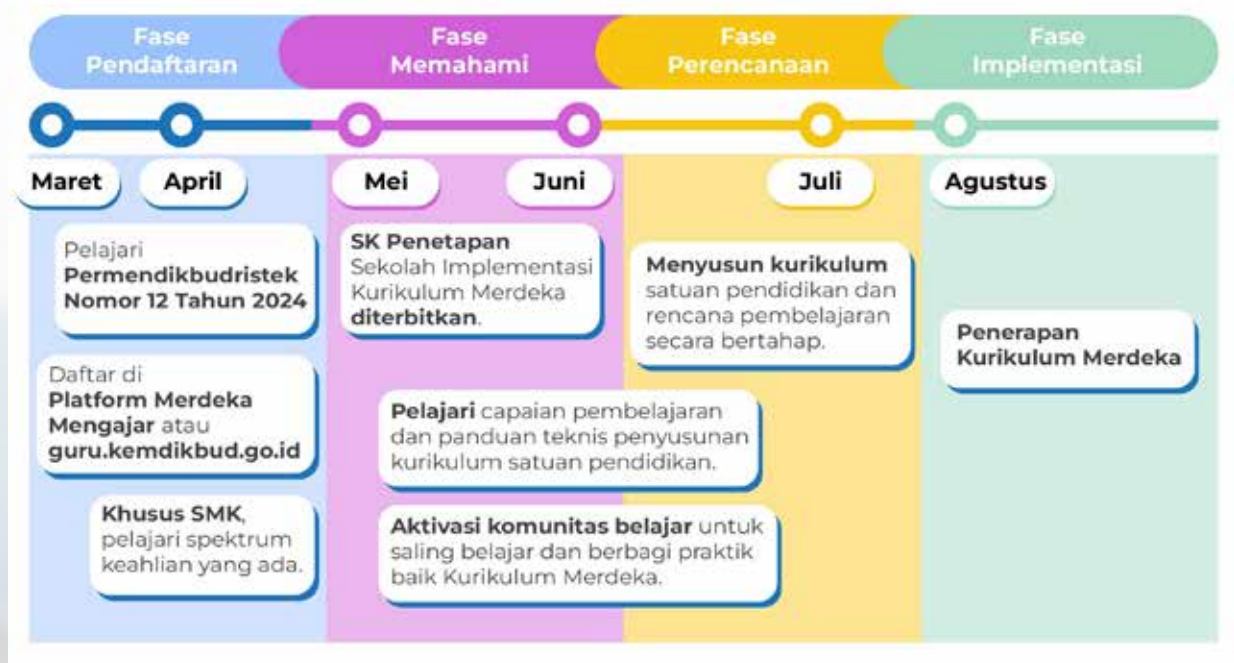 Fase
Pendaftaran
Fase
Memahami
Fase
Perencanaan
Fase
Implementasi
Maret
April
Mei
Juni
Juli
Agustus
Pelajari
Permendikbudristek
Nomor 12 Tahun 2024
Daftar di
Platform Merdeka
Mengajar atau
guru.kemdikbud.go.id
Khusus SMK,
pelajari spektrum
keahlian yang ada.
SK Penetapan
Sekolah Implementasi
Kurikulum Merdeka
diterbitkan.
Pelajari capaian pembelajaran
dan panduan teknis penyusunan
kurikulum satuan pendidikan.
Aktivasi komunitas belajar untuk
saling belajar dan berbagi praktik
baik Kurikulum Merdeka.
Menyusun kurikulum
satuan pendidikan dan
rencana pembelajaran
secara bertahap.
Penerapan
Kurikulum Merdeka